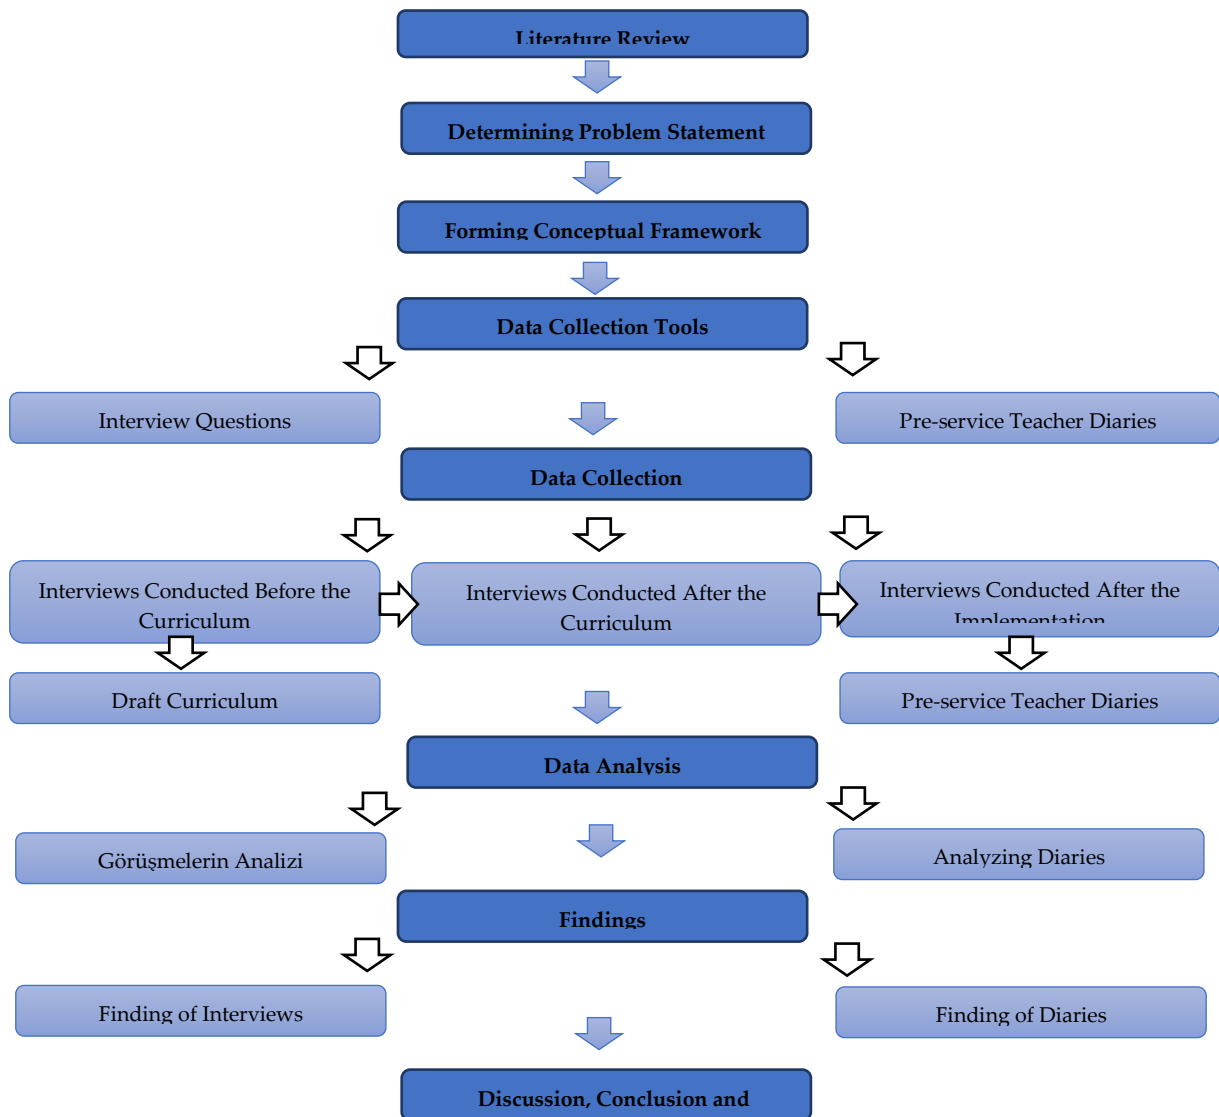 Literature Review
Determining Problem Statement
Forming Conceptual Framework
Data Collection Tools
Interview Questions
Pre-service Teacher Diaries
Data Collection
Interviews Conducted Before the
Curriculum
Interviews Conducted After the
Curriculum
Interviews Conducted After the
Implementation
Draft Curriculum
Pre-service Teacher Diaries
Data Analysis
Görüşmelerin Analizi
Analyzing Diaries
Findings
Finding of Interviews
Finding of Diaries
Discussion, Conclusion and